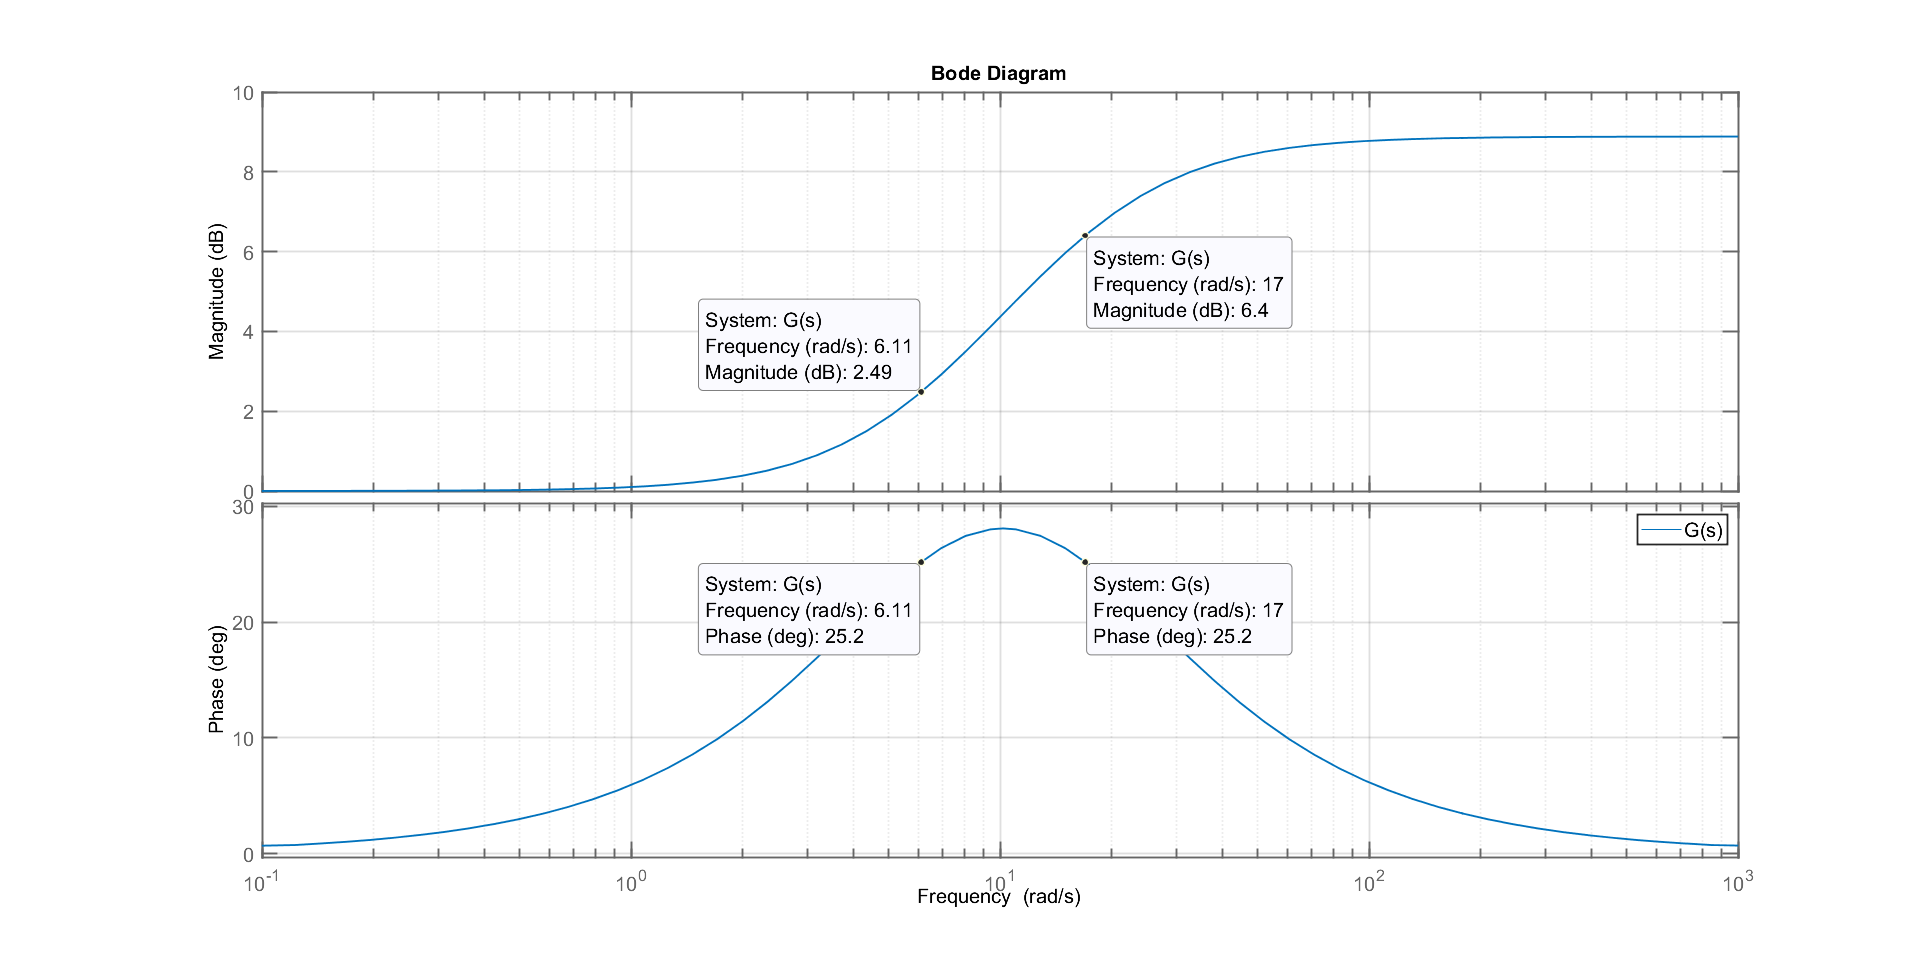 Bode Diagram
10
8
6
4
2
0
Magnitude (dB)
System: G(s)
Frequency (rad/s): 6.11
Magnitude (dB): 2.49
System: G(s)
Frequency (rad/s): 17
Magnitude (dB): 6.4
30
20
10
0
Phase (deg)
G(s)
System: G(s)
Frequency (rad/s): 6.11
Phase (deg): 25.2
System: G(s)
Frequency (rad/s): 17
Phase (deg): 25.2
10⁻¹ 10⁰ 10¹ 10² 10³
Frequency (rad/s)